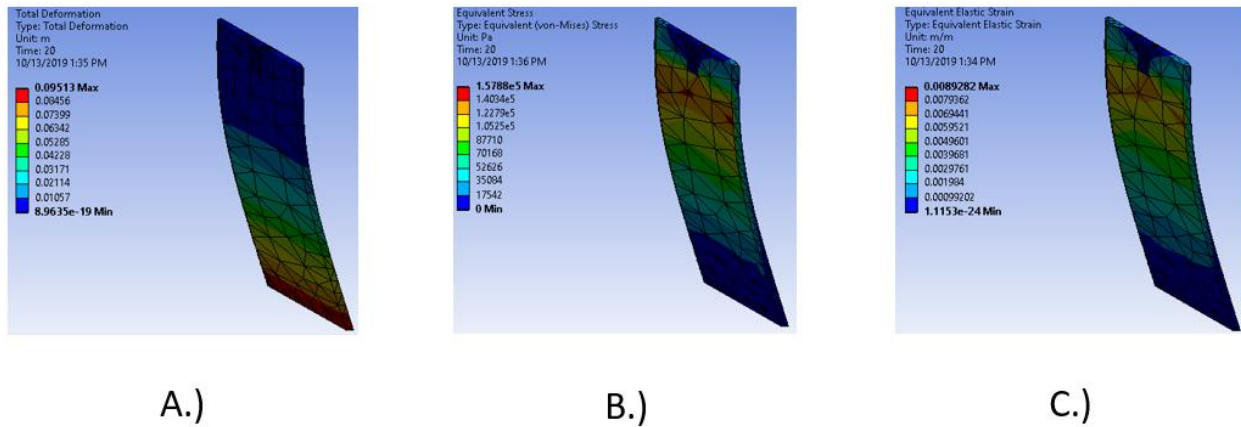 Total Deformation
Type: Total Deformation
Unit: m
Time: 20
10/13/2019 1:35 PM
0.09513 Max
0.08456
0.07399
0.06342
0.05285
0.04228
0.03171
0.02114
0.01057
8.9635e-19 Min
Equivalent Stress
Type: Equivalent (von-Mises) Stress
Unit: Pa
Time: 20
10/13/2019 1:36 PM
1.5788e5 Max
1.4034e5
1.2279e5
1.0525e5
87710
70168
52626
35084
17542
0 Min
Equivalent Elastic Strain
Type: Equivalent Elastic Strain
Unit: m/m
Time: 20
10/13/2019 1:34 PM
0.0089282 Max
0.0079362
0.0069441
0.0059521
0.0049601
0.0039681
0.0029761
0.001984
0.00099202
1.1153e-24 Min
A.)
B.)
C.)